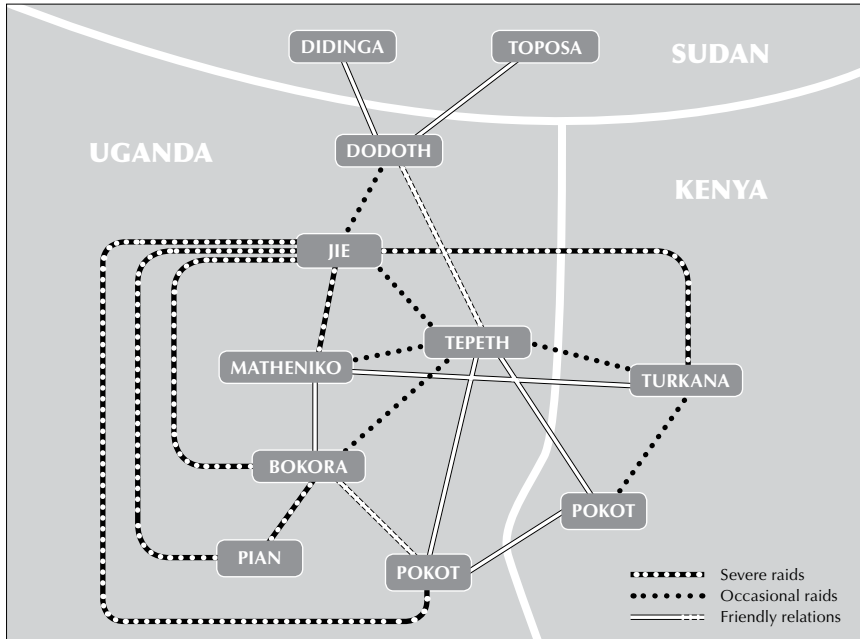 DIDINGA
TOPOSA
SUDAN
UGANDA
DODOTH
KENYA
JIE
TEPETH
MATHENIKO
TURKANA
BOKORA
POKOT
PIAN
POKOT
Severe raids
Occasional raids
Friendly relations